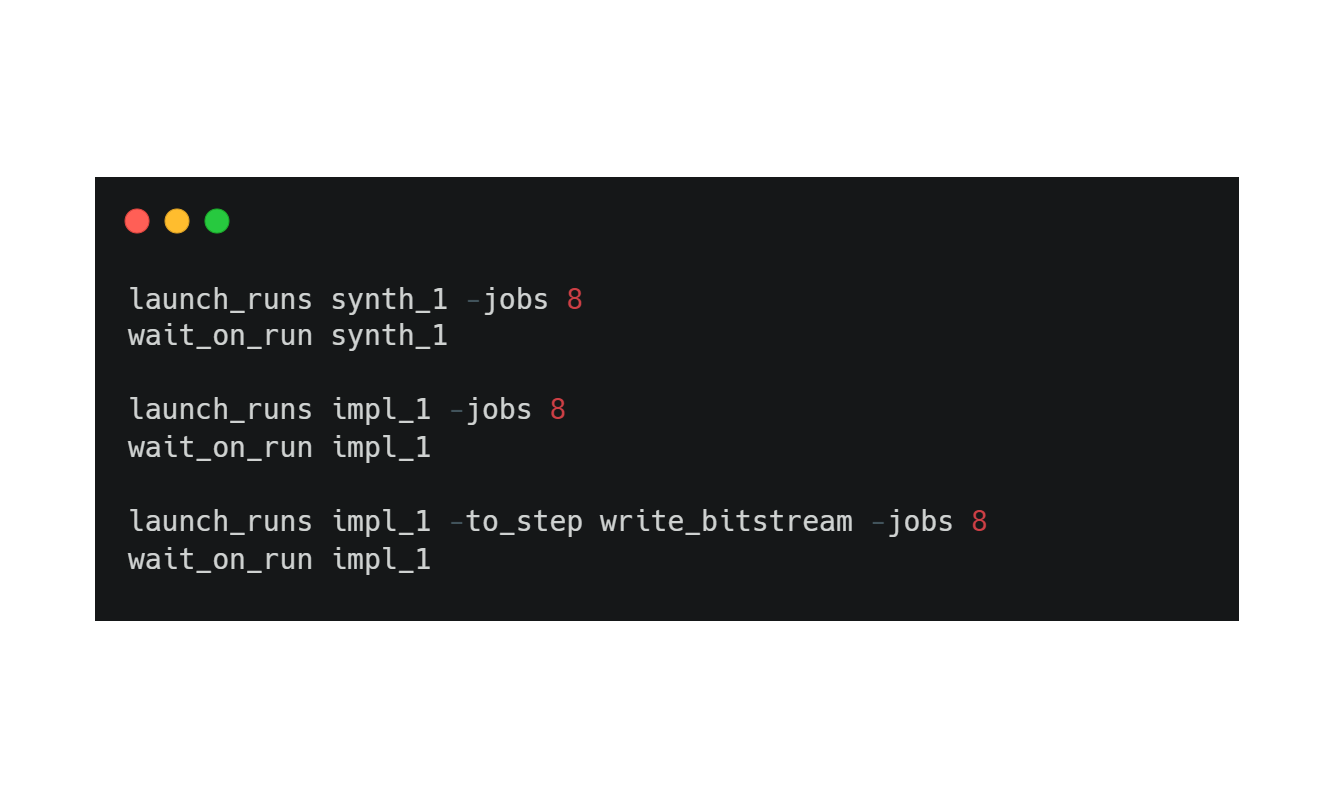 launch_runs synth_1 -jobs 8
wait_on_run synth_1
launch_runs impl_1 -jobs 8
wait_on_run impl_1
launch_runs impl_1 -to_step write_bitstream -jobs 8
wait_on_run impl_1